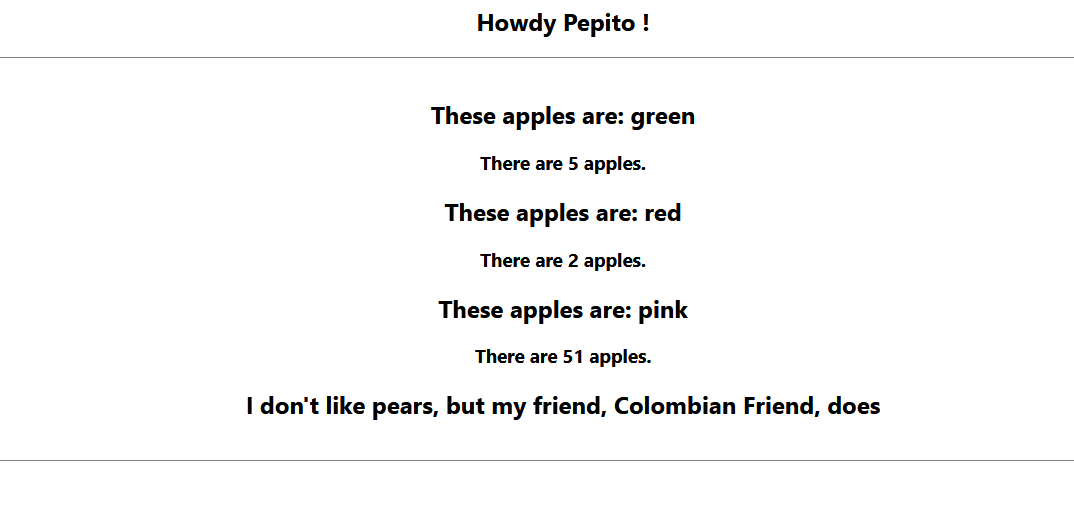 Howdy Pepito !
These apples are: green
There are 5 apples.
These apples are: red
There are 2 apples.
These apples are: pink
There are 51 apples.
I don't like pears, but my friend, Colombian Friend, does